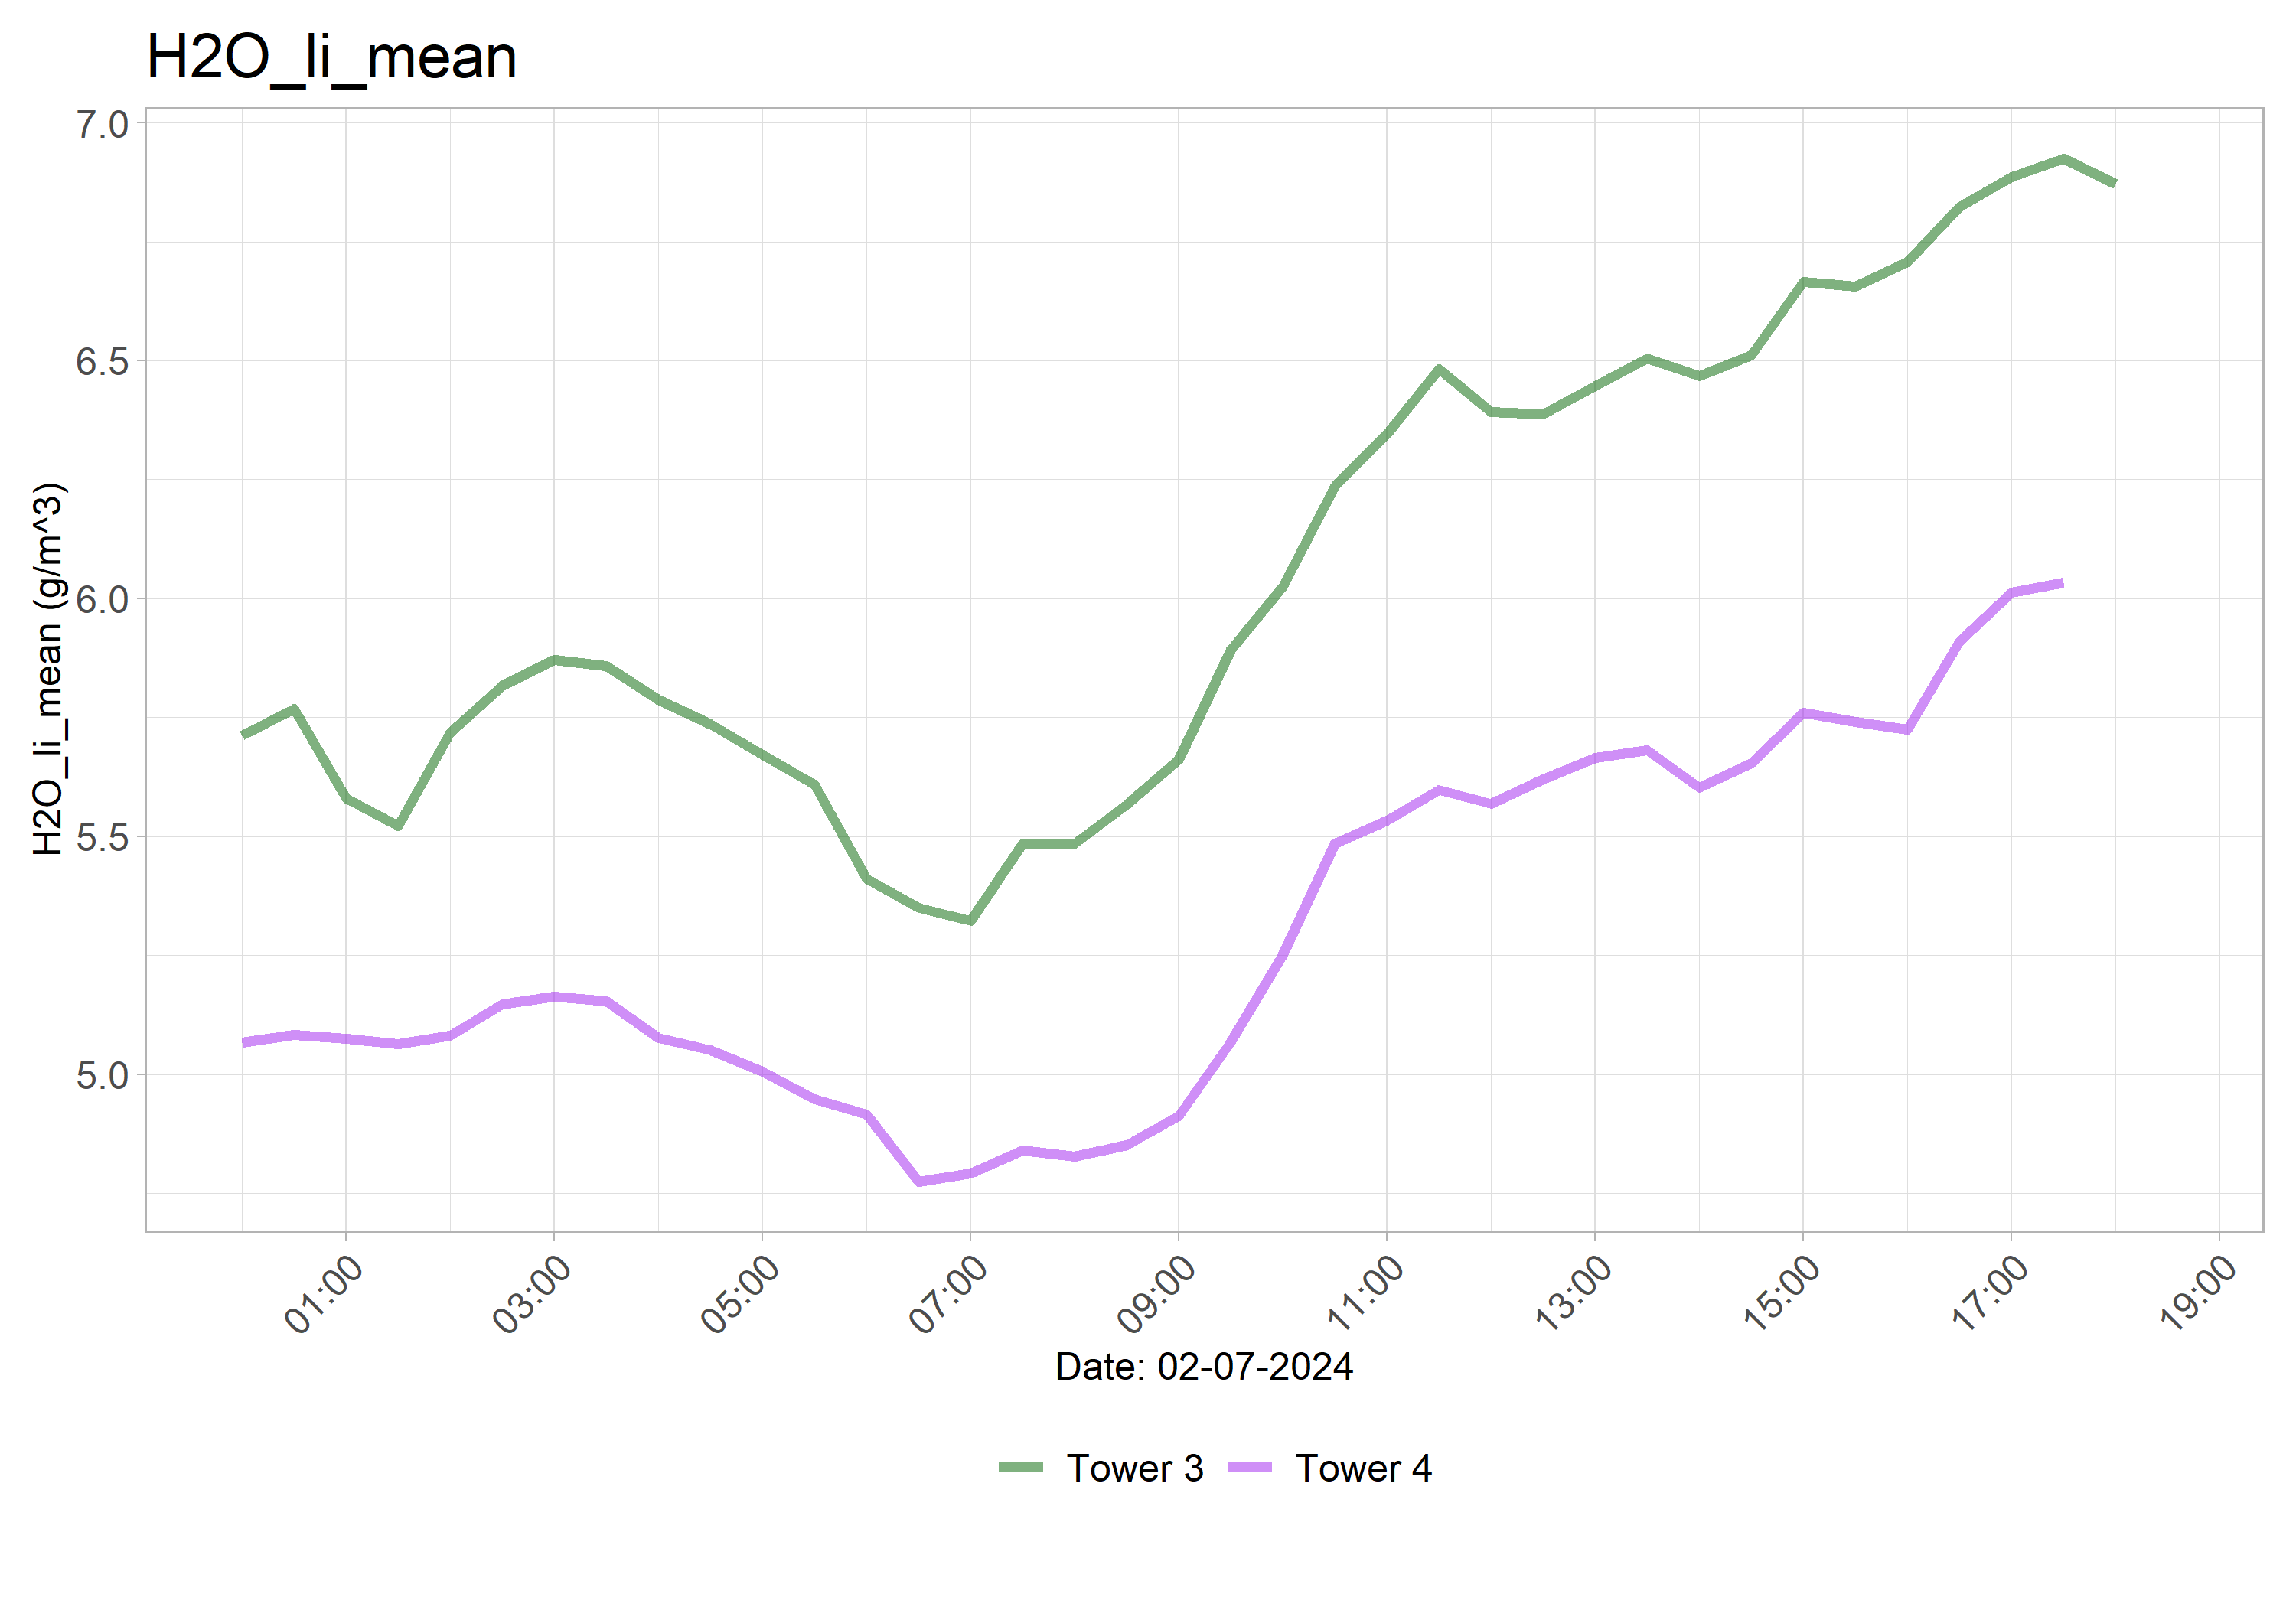 H2O_li_mean
H2O_li_mean (g/m^3)
7.0
6.5
6.0
5.5
5.0
01:00 03:00 05:00 07:00 09:00 11:00 13:00 15:00 17:00 19:00
Date: 02-07-2024
Tower 3 Tower 4